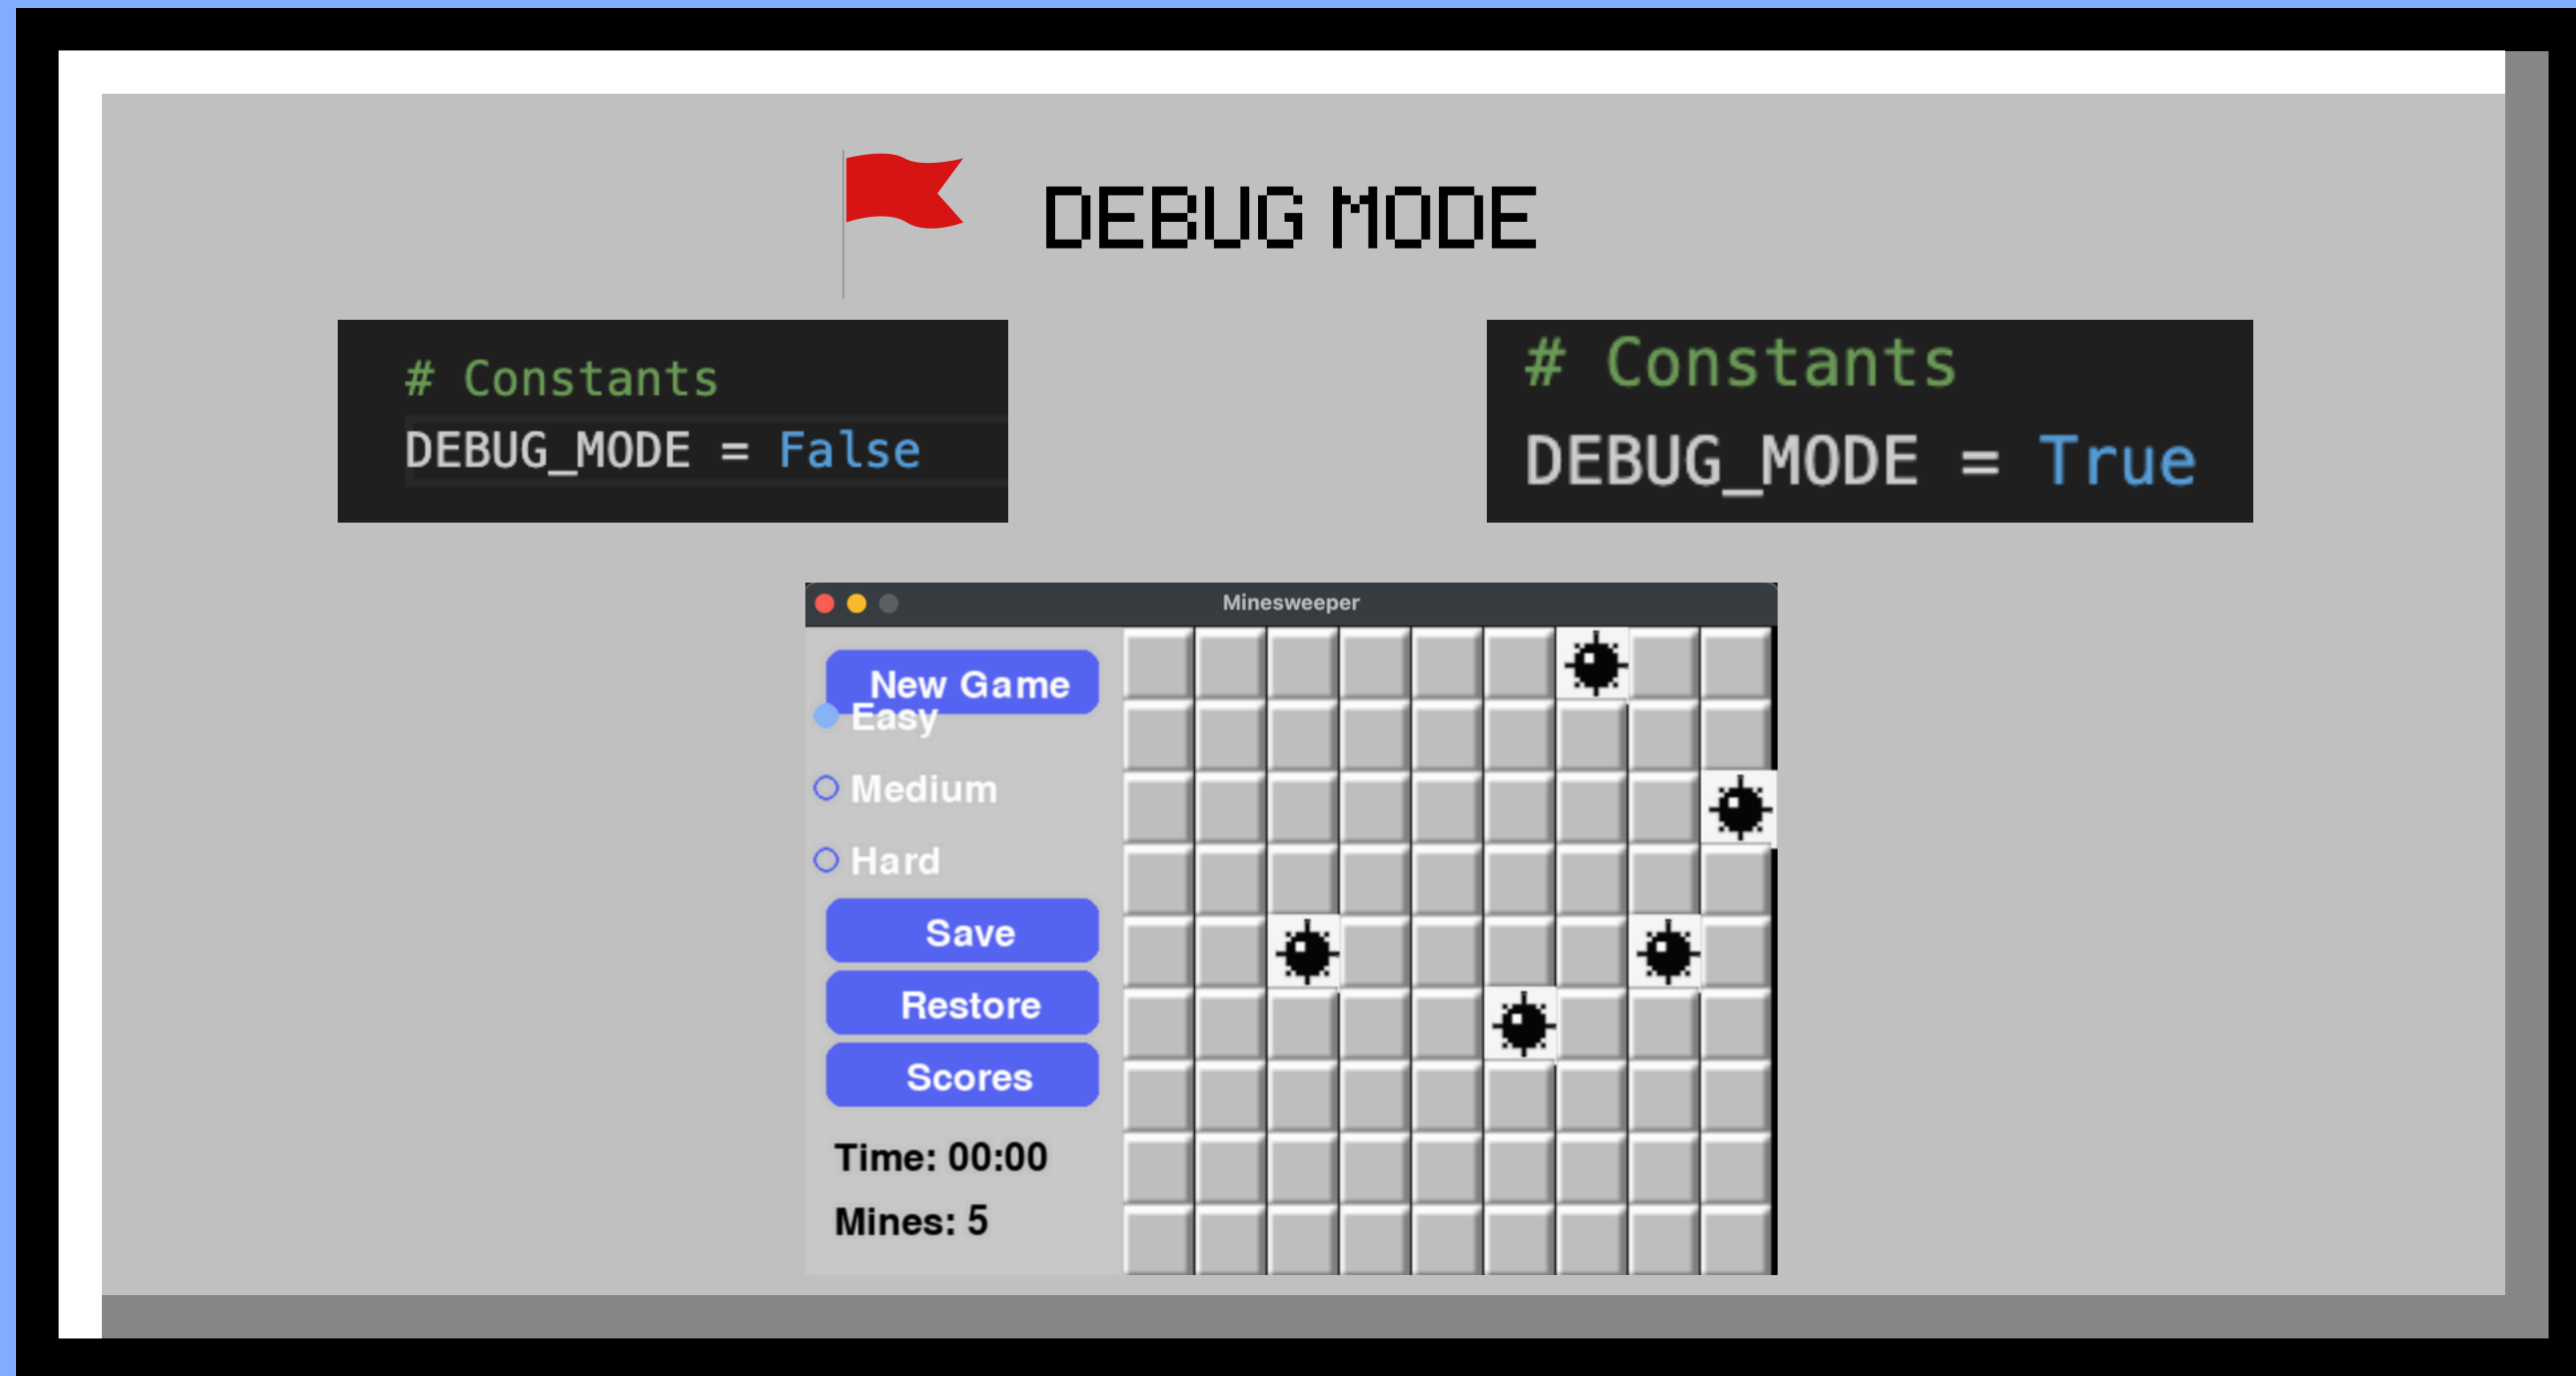 DEBUG MODE
# Constants
DEBUG_MODE = False
# Constants
DEBUG_MODE = True
Minesweeper
New Game
Easy
Medium
Hard
Save
Restore
Scores
Time: 00:00
Mines: 5